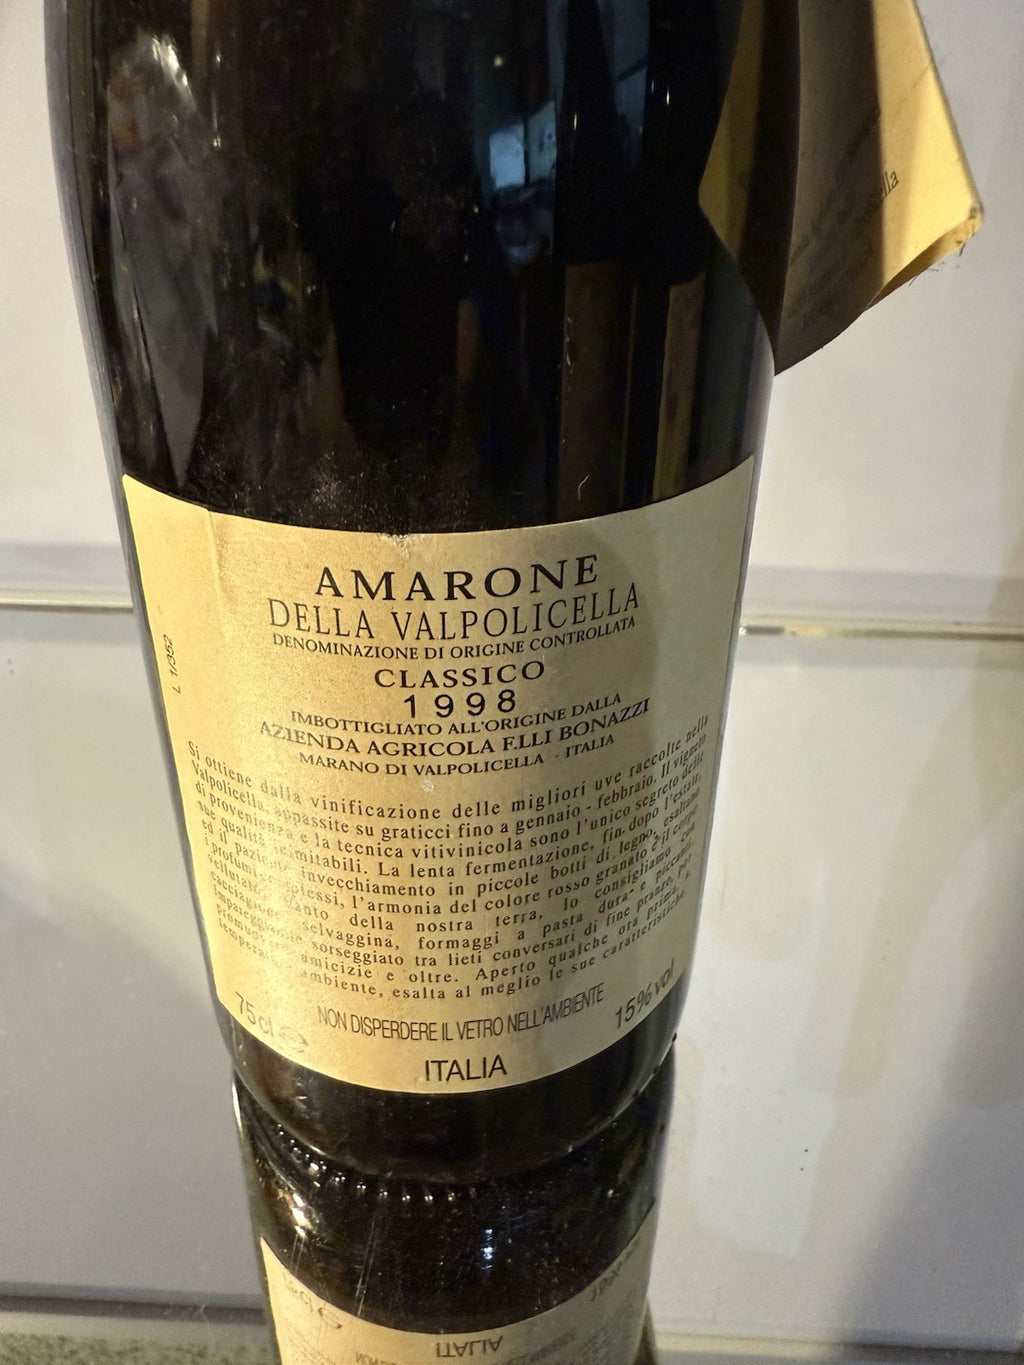 AMARONE
DELLA VALPOLICELLA
DENOMINAZIONE DI ORIGINE CONTROLLATA
CLASSICO
1998
IMBOTTIGLIATO ALL'ORIGINE DALLA
AZIENDA AGRICOLA F.LLI BONAZZI
MARANO DI VALPOLICELLA - ITALIA
L 1/352
Si ottiene dalla vinificazione delle migliori uve raccolte nella
Valpolicella, appassite su graticci fino a gennaio - febbraio. Il vigneto
di provenienza e la tecnica vitivinicola sono l'unico segreto delle
sue qualità inimitabili. La lenta fermentazione, fin dopo l'estate,
ed il paziente invecchiamento in piccole botti di legno, esaltano
i profumi complessi, l'armonia del colore rosso granato e il corpo
vellutato. Vanto della nostra terra, lo consigliamo con
cacciagione, selvaggina, formaggi a pasta dura e piccanti.
Impareggiabile sorseggiato tra lieti conversari di fine pranzo, per
amicizie e oltre. Aperto qualche ora prima, a
temperatura ambiente, esalta al meglio le sue caratteristiche.
75cl e
NON DISPERDERE IL VETRO NELL'AMBIENTE
15% vol
ITALIA